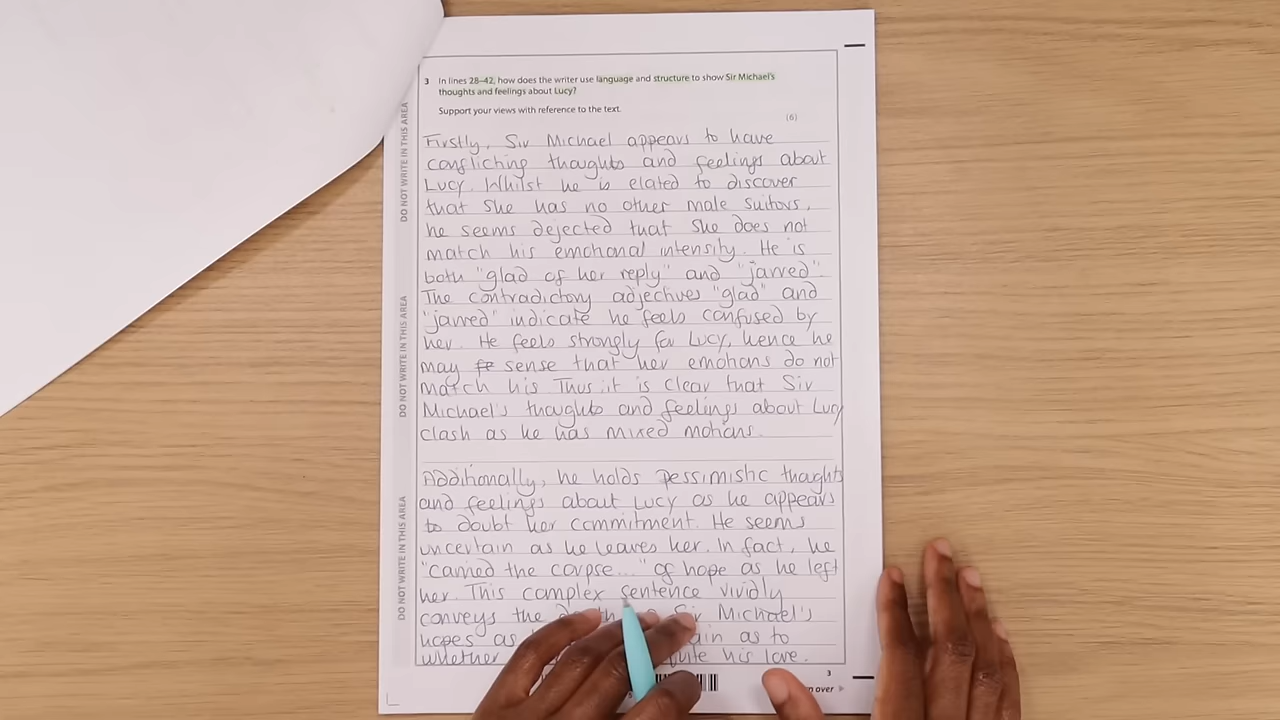 3 In lines 28–42, how does the writer use language and structure to show Sir Michael's
thoughts and feelings about Lucy?
Support your views with reference to the text.
(6)
DO NOT WRITE IN THIS AREA
DO NOT WRITE IN THIS AREA
DO NOT WRITE IN THIS AREA
Firstly, Sir Michael appears to have
conflicting thoughts and feelings about
Lucy. Whilst he is elated to discover
that she has no other male suitors,
he seems dejected that she does not
match his emotional intensity. He is
both "glad of her reply" and "jarred".
The contradictory adjectives "glad" and
"jarred" indicate he feels confused by
her. He feels strongly for Lucy, hence he
may sense that her emotions do not
match his. Thus, it is clear that Sir
Michael's thoughts and feelings about Lucy
clash as he has mixed motions.
Additionally, he holds pessimistic thoughts
and feelings about Lucy as he appears
to doubt her commitment. He seems
uncertain as he leaves her. In fact, he
"carried the corpse..." of hope as he left
her. This complex sentence vividly
conveys the Sir Michael's
hopes as as to
whether his love.
3
over